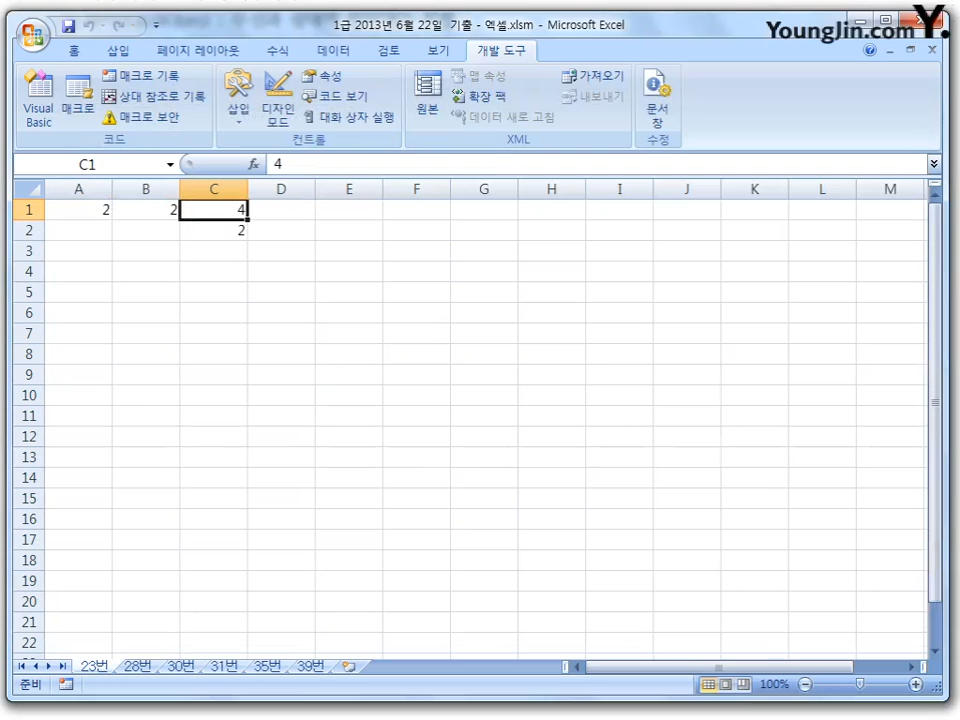 1급 2013년 6월 22일 기출 - 엑셀.xlsm - Microsoft Excel
YoungJin.com Y.
홈 삽입 페이지 레이아웃 수식 데이터 검토 보기 개발 도구
Visual Basic
매크로
매크로 기록
상대 참조로 기록
매크로 보안
코드
삽입
디자인 모드
속성
코드 보기
대화 상자 실행
컨트롤
원본
맵 속성
확장 팩
데이터 새로 고침
가져오기
내보내기
XML
문서 창
수정
C1 fx 4
A B C D E F G H I J K L M
1 2 2 4
2 2
3
4
5
6
7
8
9
10
11
12
13
14
15
16
17
18
19
20
21
22
23번 28번 30번 31번 35번 39번
준비 100%